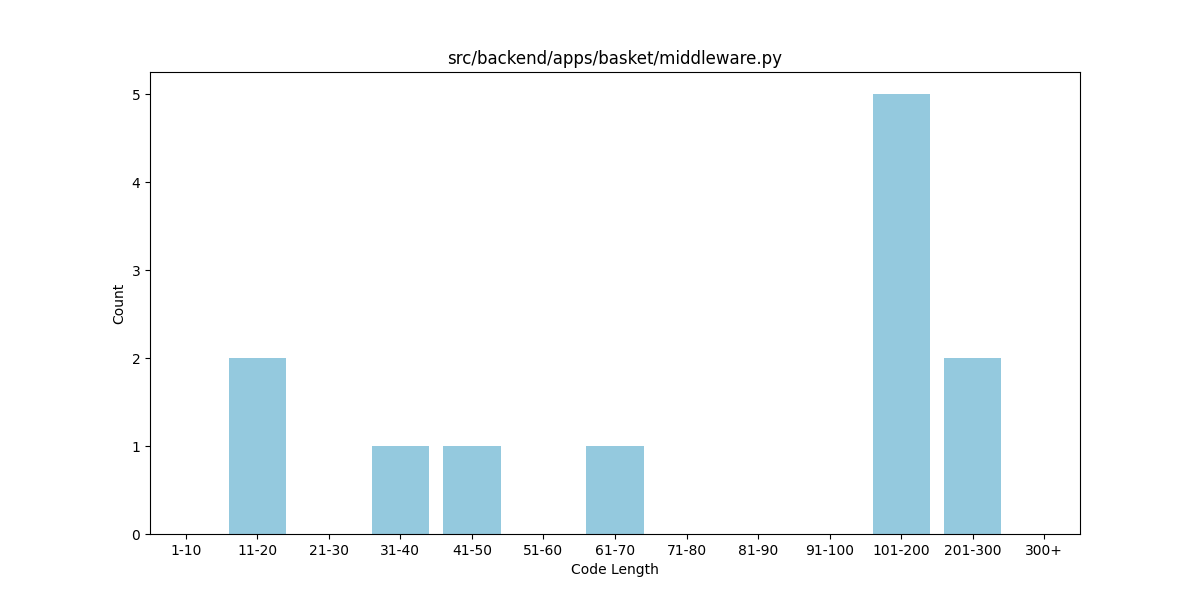 src/backend/apps/basket/middleware.py
5
4
3
2
1
0
Count
1-10 11-20 21-30 31-40 41-50 51-60 61-70 71-80 81-90 91-100 101-200 201-300 300+
Code Length